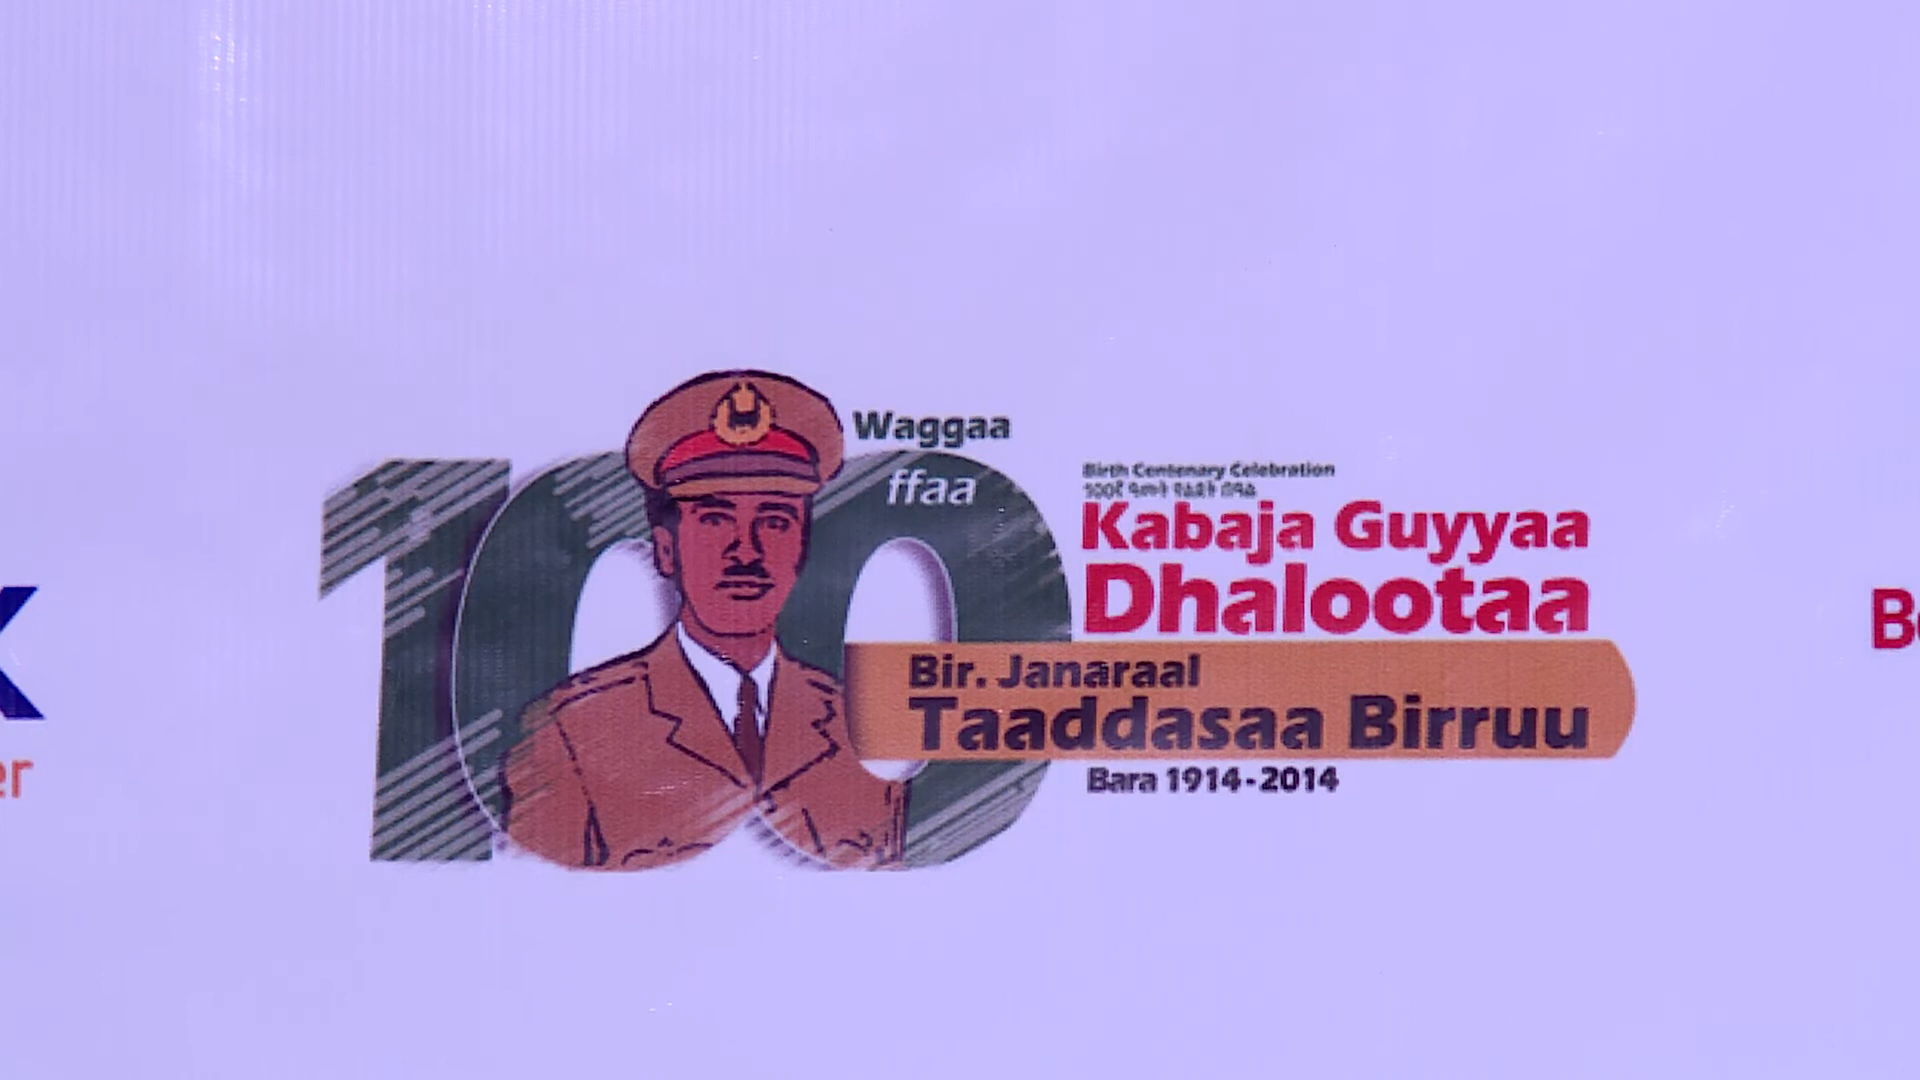 Waggaa
100
ffaa
Birth Centenary Celebration
Kabaja Guyyaa
Dhalootaa
Bir. Janaraal
Taaddasaa Birruu
Bara 1914-2014